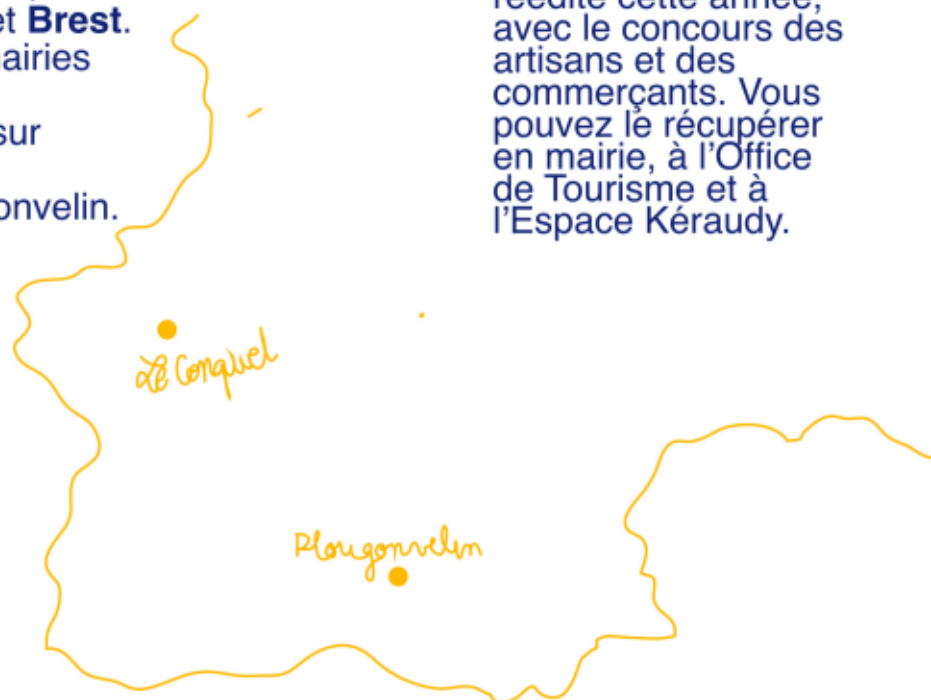 et Brest.
airies
sur
onvelin.
réédité cette année,
avec le concours des
artisans et des
commerçants. Vous
pouvez le récupérer
en mairie, à l'Office
de Tourisme et à
l'Espace Kéraudy.
Le Conquet
Plougonvelin